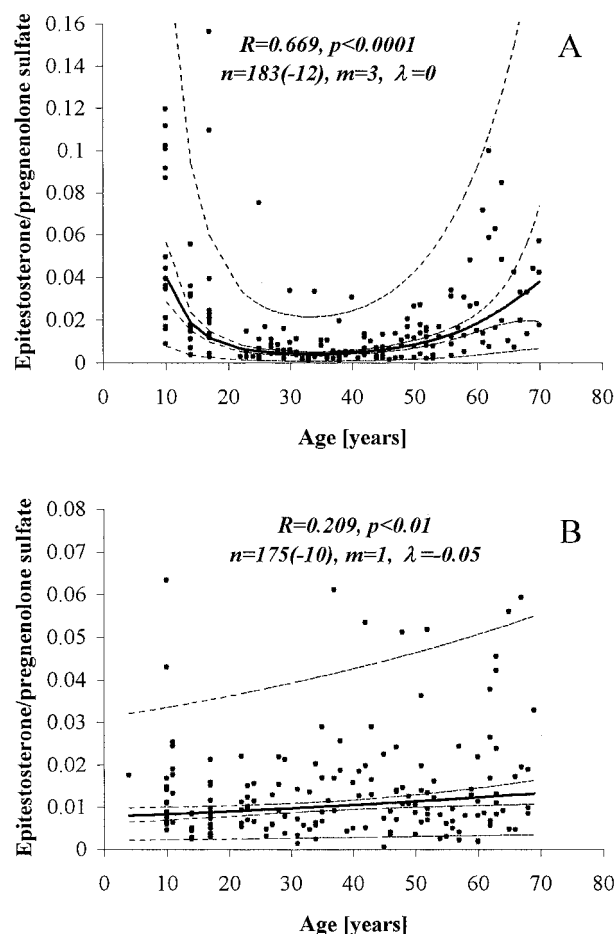 A
R=0.669, p<0.0001
n=183(-12), m=3, λ=0
Epitestosterone/pregnenolone sulfate
0.16
0.14
0.12
0.1
0.08
0.06
0.04
0.02
0
0 10 20 30 40 50 60 70 80
Age [years]
B
R=0.209, p<0.01
n=175(-10), m=1, λ=-0.05
Epitestosterone/pregnenolone sulfate
0.08
0.07
0.06
0.05
0.04
0.03
0.02
0.01
0
0 10 20 30 40 50 60 70 80
Age [years]